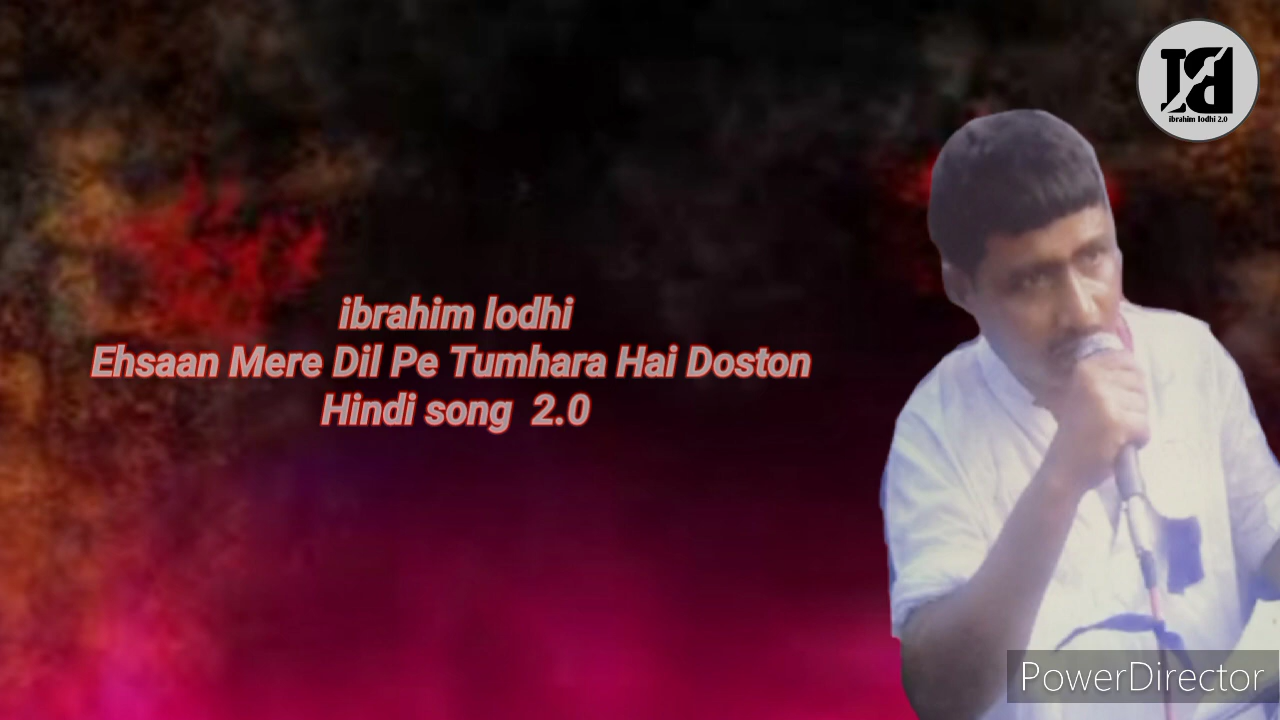 ibrahim lodhi 2.0
ibrahim lodhi
Ehsaan Mere Dil Pe Tumhara Hai Doston
Hindi song 2.0
PowerDirector